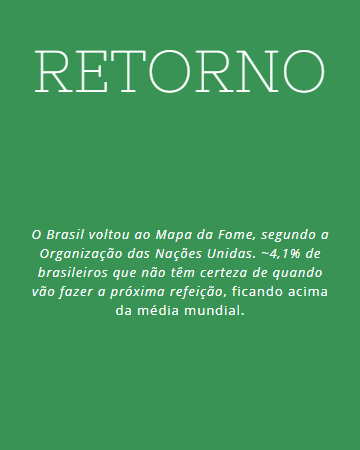 RETORNO
O Brasil voltou ao Mapa da Fome, segundo a
Organização das Nações Unidas. ~4,1% de
brasileiros que não têm certeza de quando
vão fazer a próxima refeição, ficando acima
da média mundial.